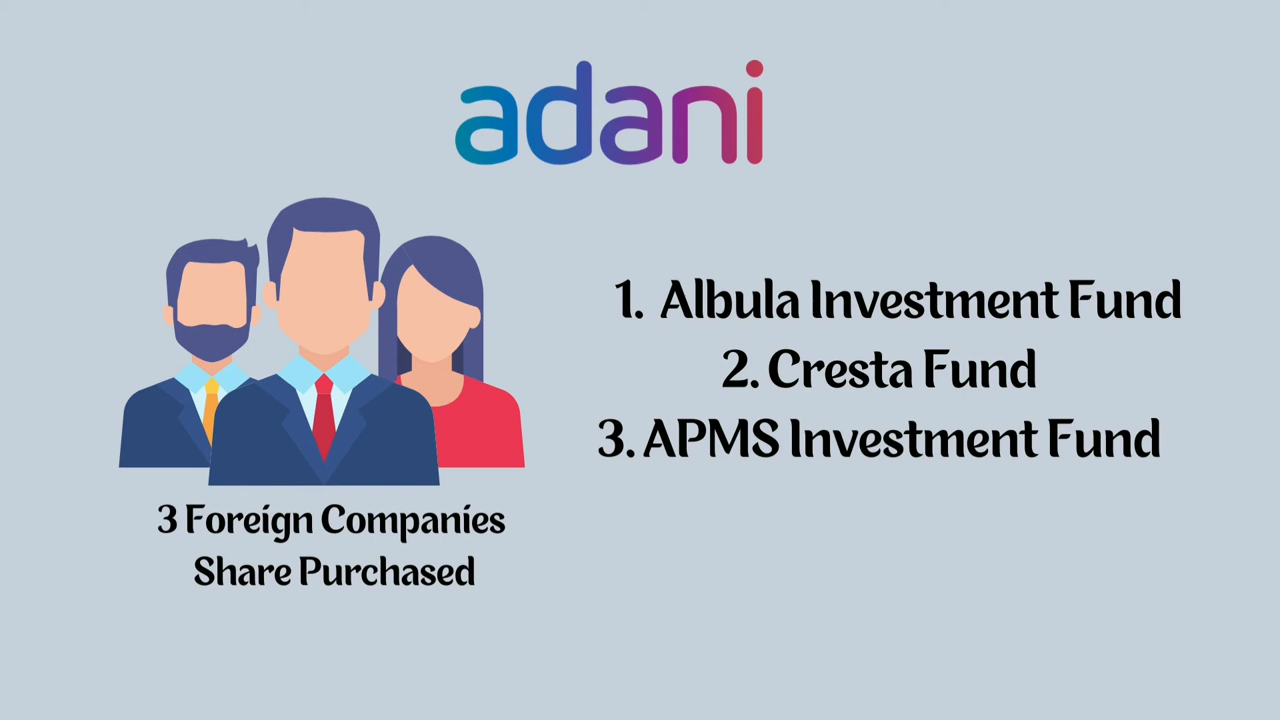 adani
1. Albula Investment Fund
2. Cresta Fund
3. APMS Investment Fund
3 Foreign Companies
Share Purchased